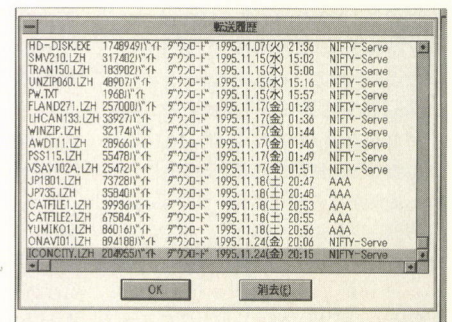 転送履歴
HD-DISK.EXE 1748949ﾊﾞｲﾄ ﾀﾞｳﾝﾛｰﾄﾞ 1995.11.07(火) 21:36 NIFTY-Serve
SMV210.LZH 317402ﾊﾞｲﾄ ﾀﾞｳﾝﾛｰﾄﾞ 1995.11.15(水) 15:02 NIFTY-Serve
TRAN150.LZH 183902ﾊﾞｲﾄ ﾀﾞｳﾝﾛｰﾄﾞ 1995.11.15(水) 15:08 NIFTY-Serve
UNZIP060.LZH 48907ﾊﾞｲﾄ ﾀﾞｳﾝﾛｰﾄﾞ 1995.11.15(水) 15:16 NIFTY-Serve
PW.TXT 1968ﾊﾞｲﾄ ﾀﾞｳﾝﾛｰﾄﾞ 1995.11.15(水) 15:57 NIFTY-Serve
FLAND271.LZH 257000ﾊﾞｲﾄ ﾀﾞｳﾝﾛｰﾄﾞ 1995.11.17(金) 01:23 NIFTY-Serve
LHCAN133.LZH 33927ﾊﾞｲﾄ ﾀﾞｳﾝﾛｰﾄﾞ 1995.11.17(金) 01:36 NIFTY-Serve
WINZIP.LZH 32174ﾊﾞｲﾄ ﾀﾞｳﾝﾛｰﾄﾞ 1995.11.17(金) 01:44 NIFTY-Serve
AWDT11.LZH 28966ﾊﾞｲﾄ ﾀﾞｳﾝﾛｰﾄﾞ 1995.11.17(金) 01:46 NIFTY-Serve
PSS115.LZH 55478ﾊﾞｲﾄ ﾀﾞｳﾝﾛｰﾄﾞ 1995.11.17(金) 01:49 NIFTY-Serve
VSAV102A.LZH 25472ﾊﾞｲﾄ ﾀﾞｳﾝﾛｰﾄﾞ 1995.11.17(金) 01:51 NIFTY-Serve
JP1801.LZH 73728ﾊﾞｲﾄ ﾀﾞｳﾝﾛｰﾄﾞ 1995.11.18(土) 20:47 AAA
JP735.LZH 35840ﾊﾞｲﾄ ﾀﾞｳﾝﾛｰﾄﾞ 1995.11.18(土) 20:48 AAA
CATFILE1.LZH 39936ﾊﾞｲﾄ ﾀﾞｳﾝﾛｰﾄﾞ 1995.11.18(土) 20:53 AAA
CATFILE2.LZH 67584ﾊﾞｲﾄ ﾀﾞｳﾝﾛｰﾄﾞ 1995.11.18(土) 20:55 AAA
YUMIKO1.LZH 86016ﾊﾞｲﾄ ﾀﾞｳﾝﾛｰﾄﾞ 1995.11.18(土) 20:56 AAA
ONAVI01.LZH 894188ﾊﾞｲﾄ ﾀﾞｳﾝﾛｰﾄﾞ 1995.11.24(金) 20:06 NIFTY-Serve
ICONCITY.LZH 204955ﾊﾞｲﾄ ﾀﾞｳﾝﾛｰﾄﾞ 1995.11.24(金) 20:15 NIFTY-Serve
OK 消去(E)